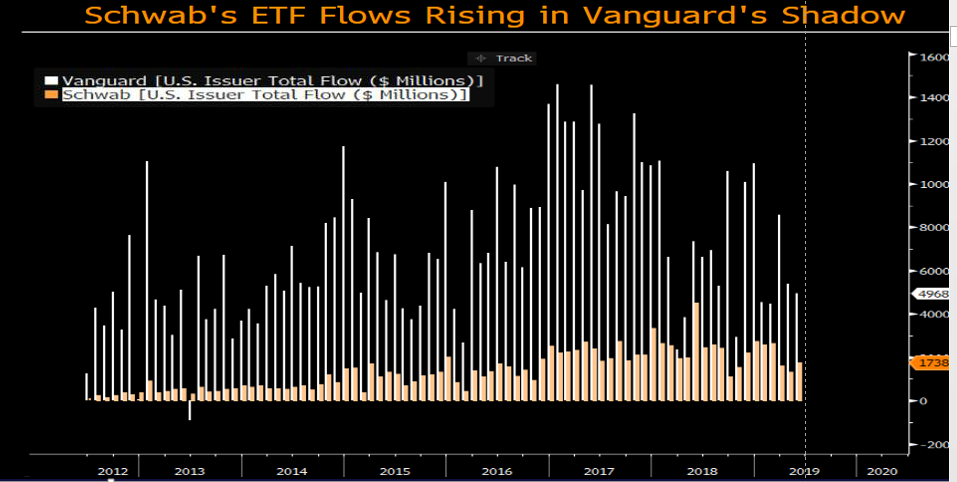 Schwab's ETF Flows Rising in Vanguard's Shadow
Track
Vanguard [U.S. Issuer Total Flow ($ Millions)]
Schwab [U.S. Issuer Total Flow ($ Millions)]
1600
1400
1200
1000
8000
6000
4968
4000
1738
0
-200
2012 2013 2014 2015 2016 2017 2018 2019 2020